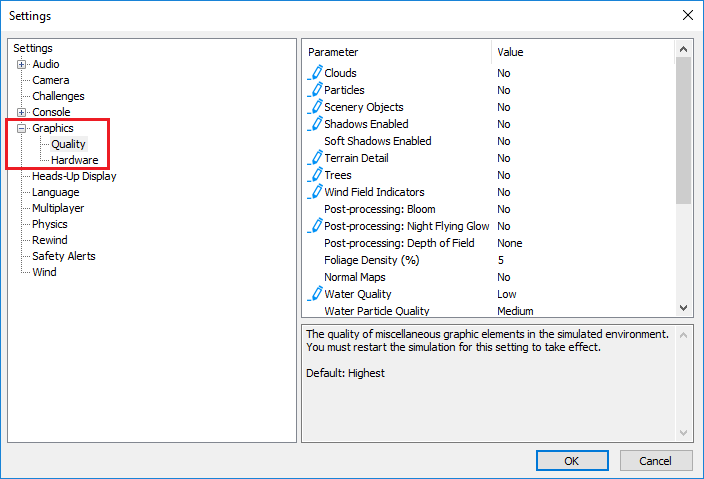 Settings
Settings
Audio
Camera
Challenges
Console
Graphics
Quality
Hardware
Heads-Up Display
Language
Multiplayer
Physics
Rewind
Safety Alerts
Wind
Parameter Value
Clouds No
Particles No
Scenery Objects No
Shadows Enabled No
Soft Shadows Enabled No
Terrain Detail No
Trees No
Wind Field Indicators No
Post-processing: Bloom No
Post-processing: Night Flying Glow No
Post-processing: Depth of Field None
Foliage Density (%) 5
Normal Maps No
Water Quality Low
Water Particle Quality Medium
The quality of miscellaneous graphic elements in the simulated environment.
You must restart the simulation for this setting to take effect.
Default: Highest
OK Cancel